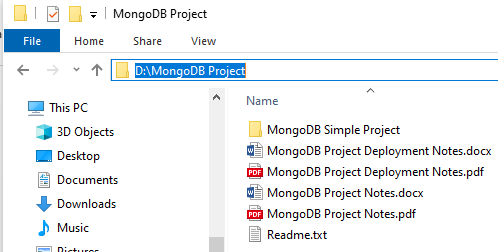 MongoDB Project
File
Home
Share
View
D:\MongoDB Project
This PC
3D Objects
Desktop
Documents
Downloads
Music
Pictures
Name
MongoDB Simple Project
MongoDB Project Deployment Notes.docx
MongoDB Project Deployment Notes.pdf
MongoDB Project Notes.docx
MongoDB Project Notes.pdf
Readme.txt